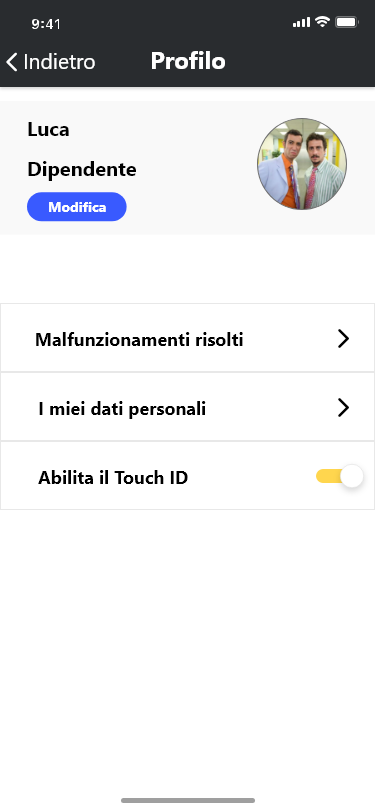 9:41
Indietro
Profilo
Luca
Dipendente
Modifica
Malfunzionamenti risolti
I miei dati personali
Abilita il Touch ID